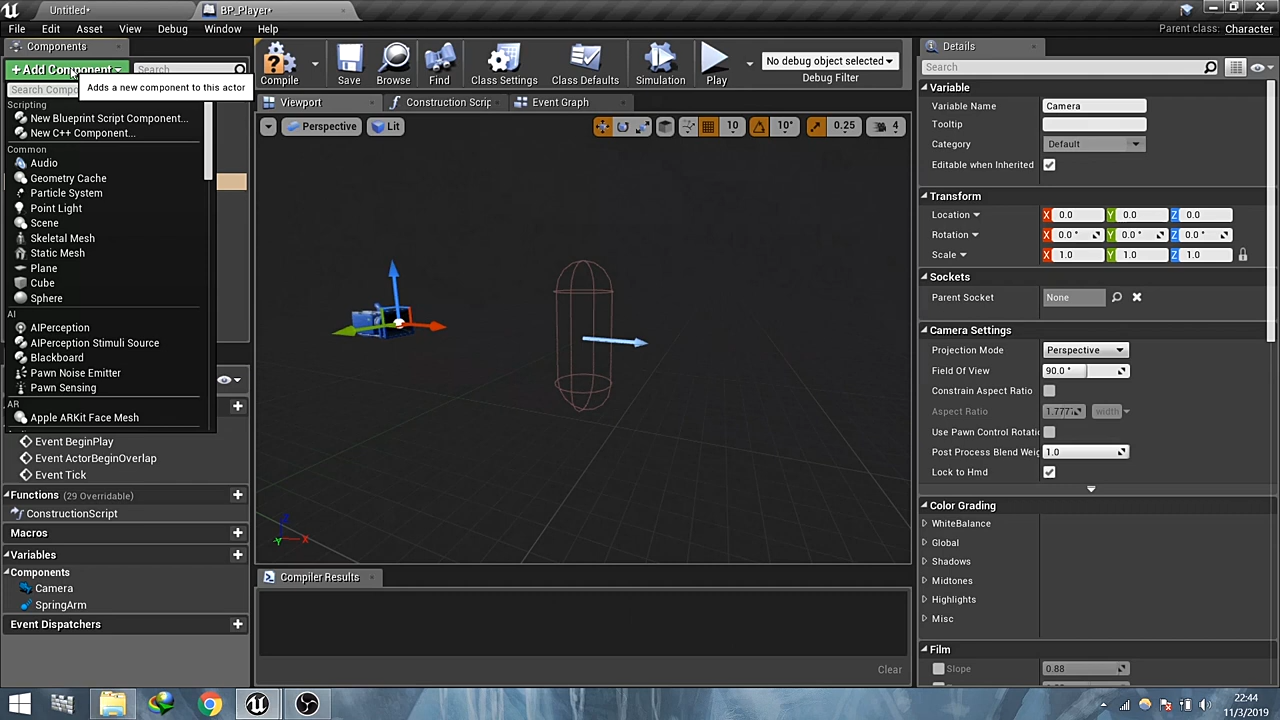 Untitled*
BP_Player*
File Edit Asset View Debug Window Help
Parent class: Character
Components
+Add Component
Search
Adds a new component to this actor
Search Compo
Scripting
New Blueprint Script Component...
New C++ Component...
Common
Audio
Geometry Cache
Particle System
Point Light
Scene
Skeletal Mesh
Static Mesh
Plane
Cube
Sphere
AI
AIPerception
AIPerception Stimuli Source
Blackboard
Pawn Noise Emitter
Pawn Sensing
AR
Apple ARKit Face Mesh
Event BeginPlay
Event ActorBeginOverlap
Event Tick
Functions (29 Overridable)
ConstructionScript
Macros
Variables
Components
Camera
SpringArm
Event Dispatchers
Compile
Save
Browse
Find
Class Settings
Class Defaults
Simulation
Play
No debug object selected
Debug Filter
Viewport
Construction Scrip
Event Graph
Perspective
Lit
10
10°
0.25
4
X
Y
Z
Compiler Results
Clear
Details
Search
Variable
Variable Name Camera
Tooltip
Category Default
Editable when Inherited
Transform
Location X 0.0 Y 0.0 Z 0.0
Rotation X 0.0 ° Y 0.0 ° Z 0.0 °
Scale X 1.0 Y 1.0 Z 1.0
Sockets
Parent Socket None
Camera Settings
Projection Mode Perspective
Field Of View 90.0 °
Constrain Aspect Ratio
Aspect Ratio 1.777 width
Use Pawn Control Rotati
Post Process Blend Weig 1.0
Lock to Hmd
Color Grading
WhiteBalance
Global
Shadows
Midtones
Highlights
Misc
Film
Slope 0.88
22:44
11/3/2019